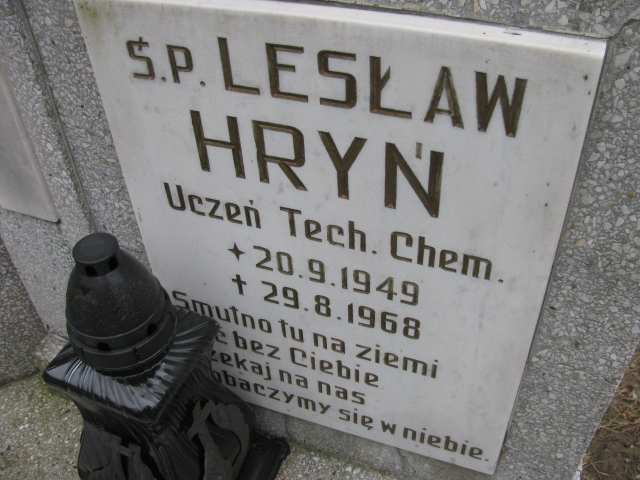 Ś.P. LESŁAW
HRYŃ
Uczeń Tech. Chem.
20.9.1949
29.8.1968
Smutno tu na ziemi
bez Ciebie
na nas
się w niebie.